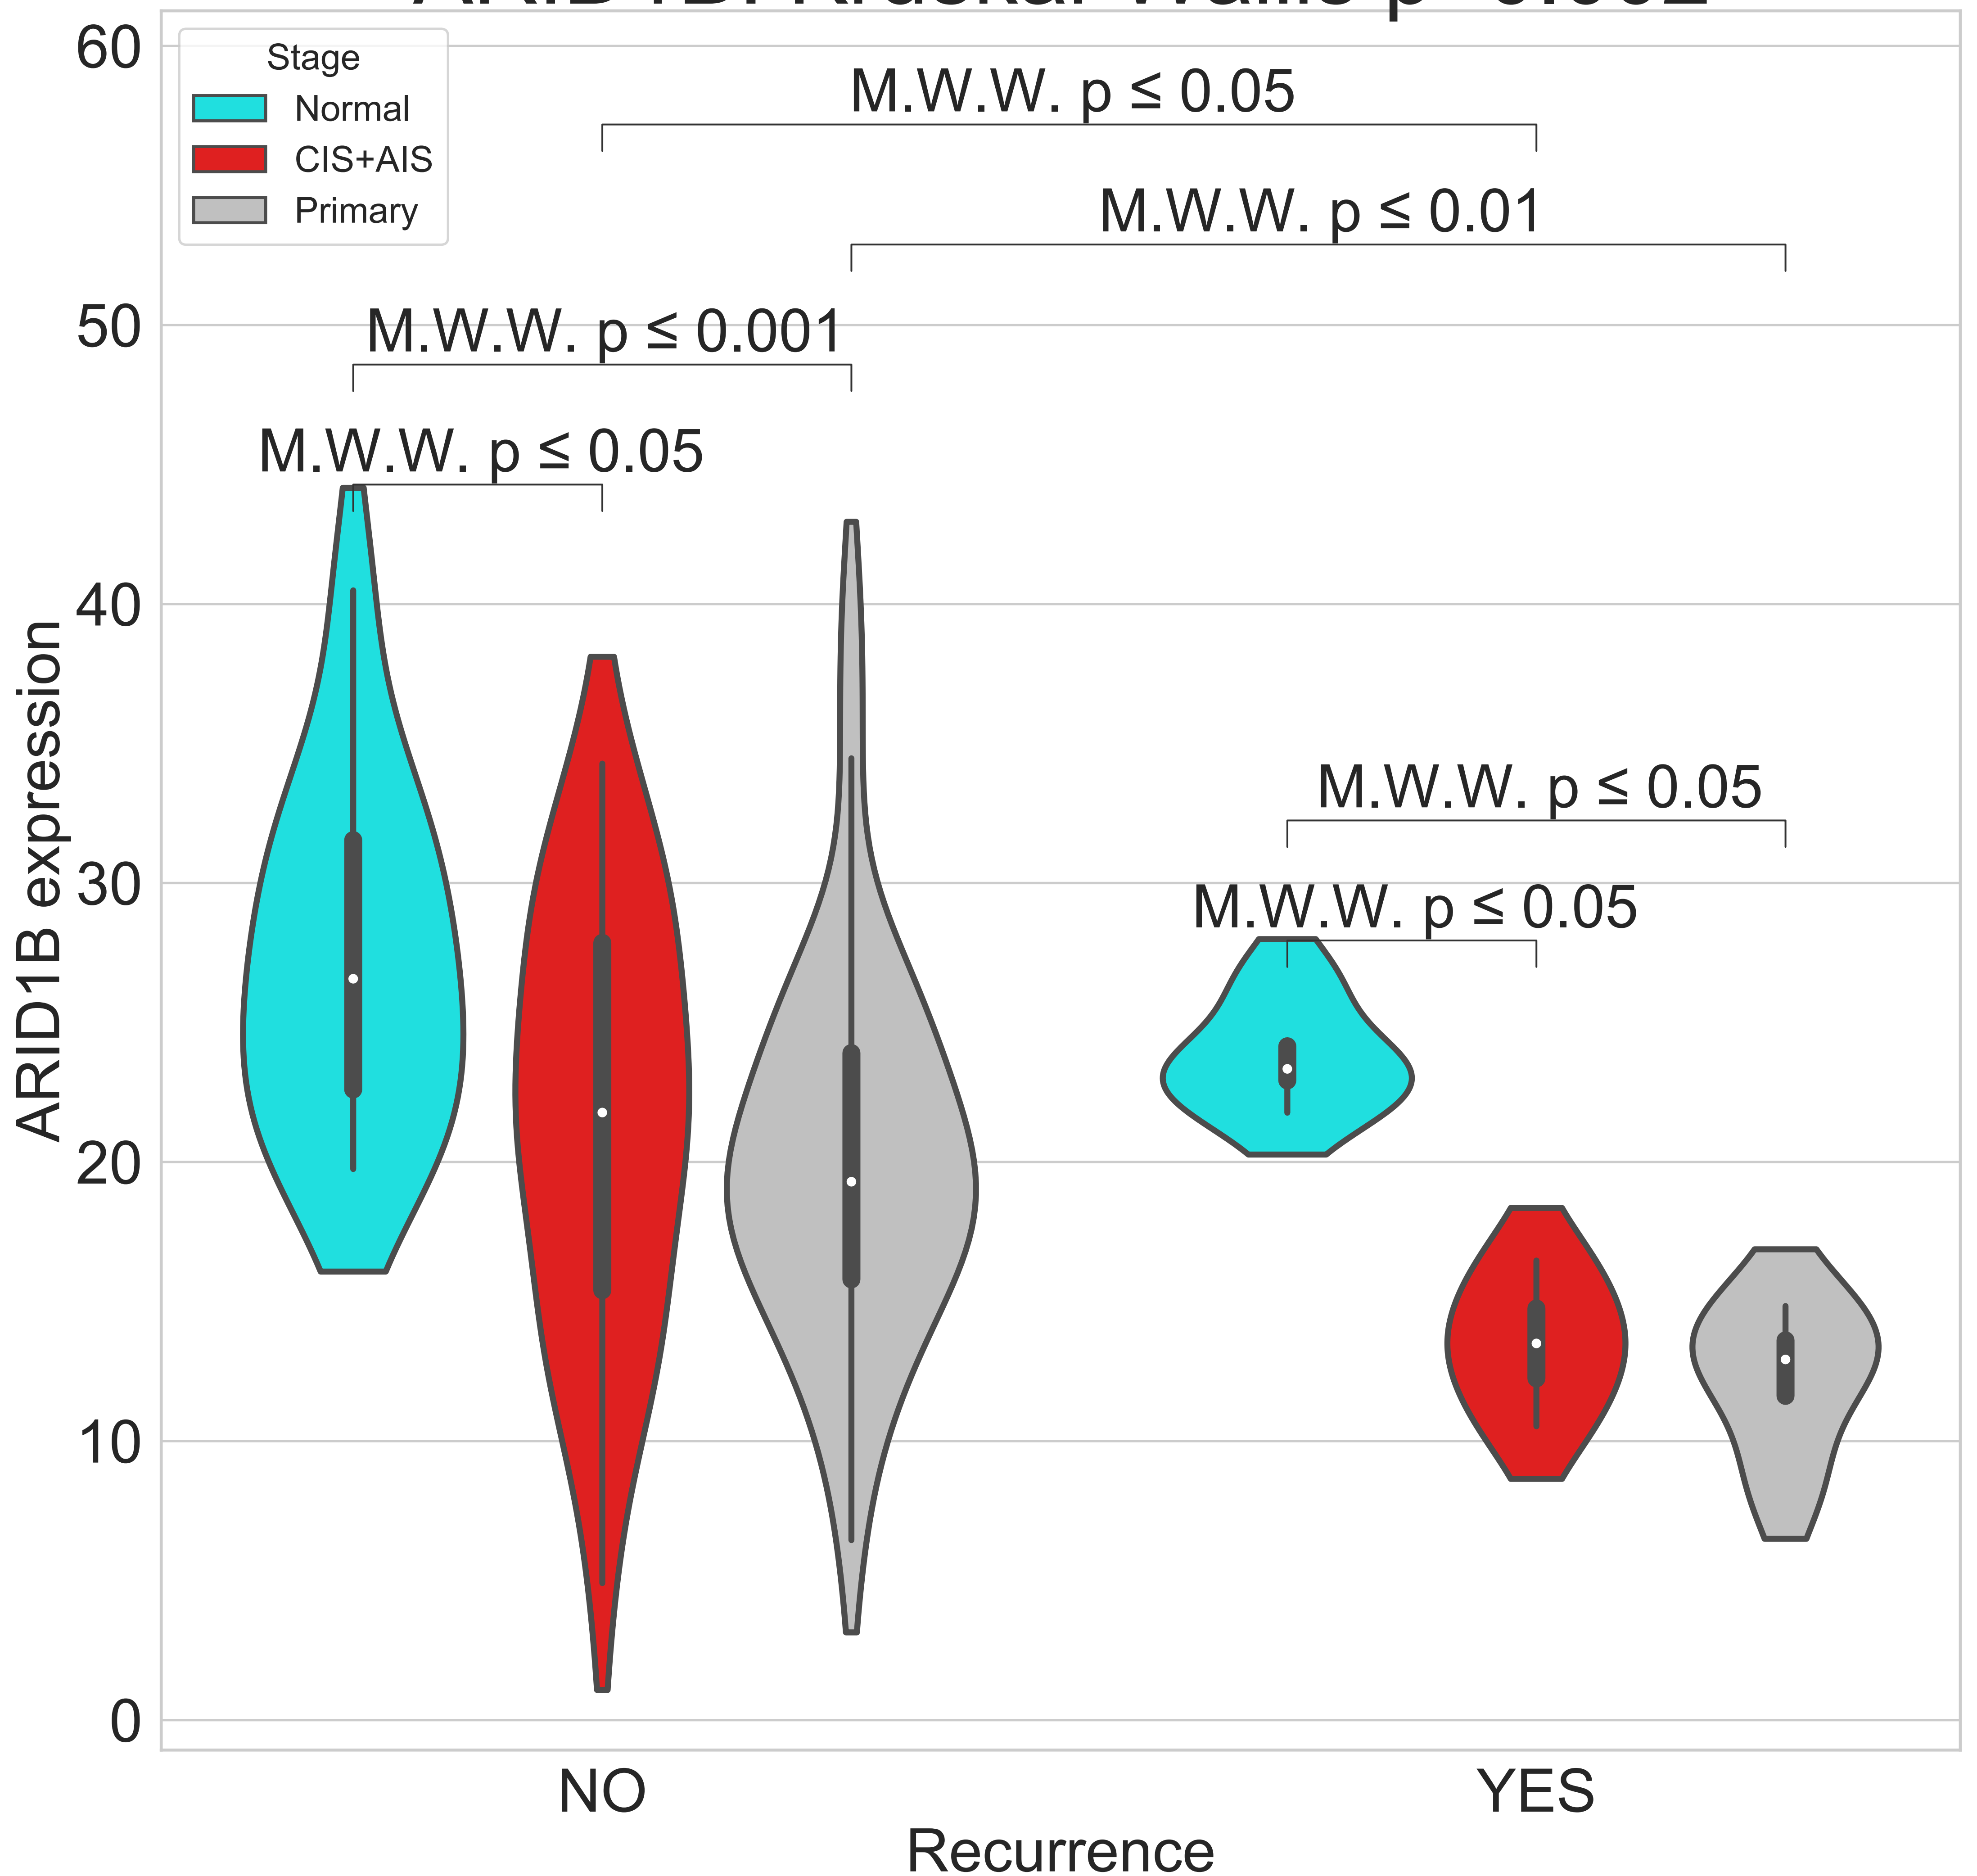 60
Stage
Normal
CIS+AIS
Primary
M.W.W. p ≤ 0.05
M.W.W. p ≤ 0.01
50
M.W.W. p ≤ 0.001
M.W.W. p ≤ 0.05
40
M.W.W. p ≤ 0.05
30
M.W.W. p ≤ 0.05
20
10
0
ARID1B expression
NO
YES
Recurrence